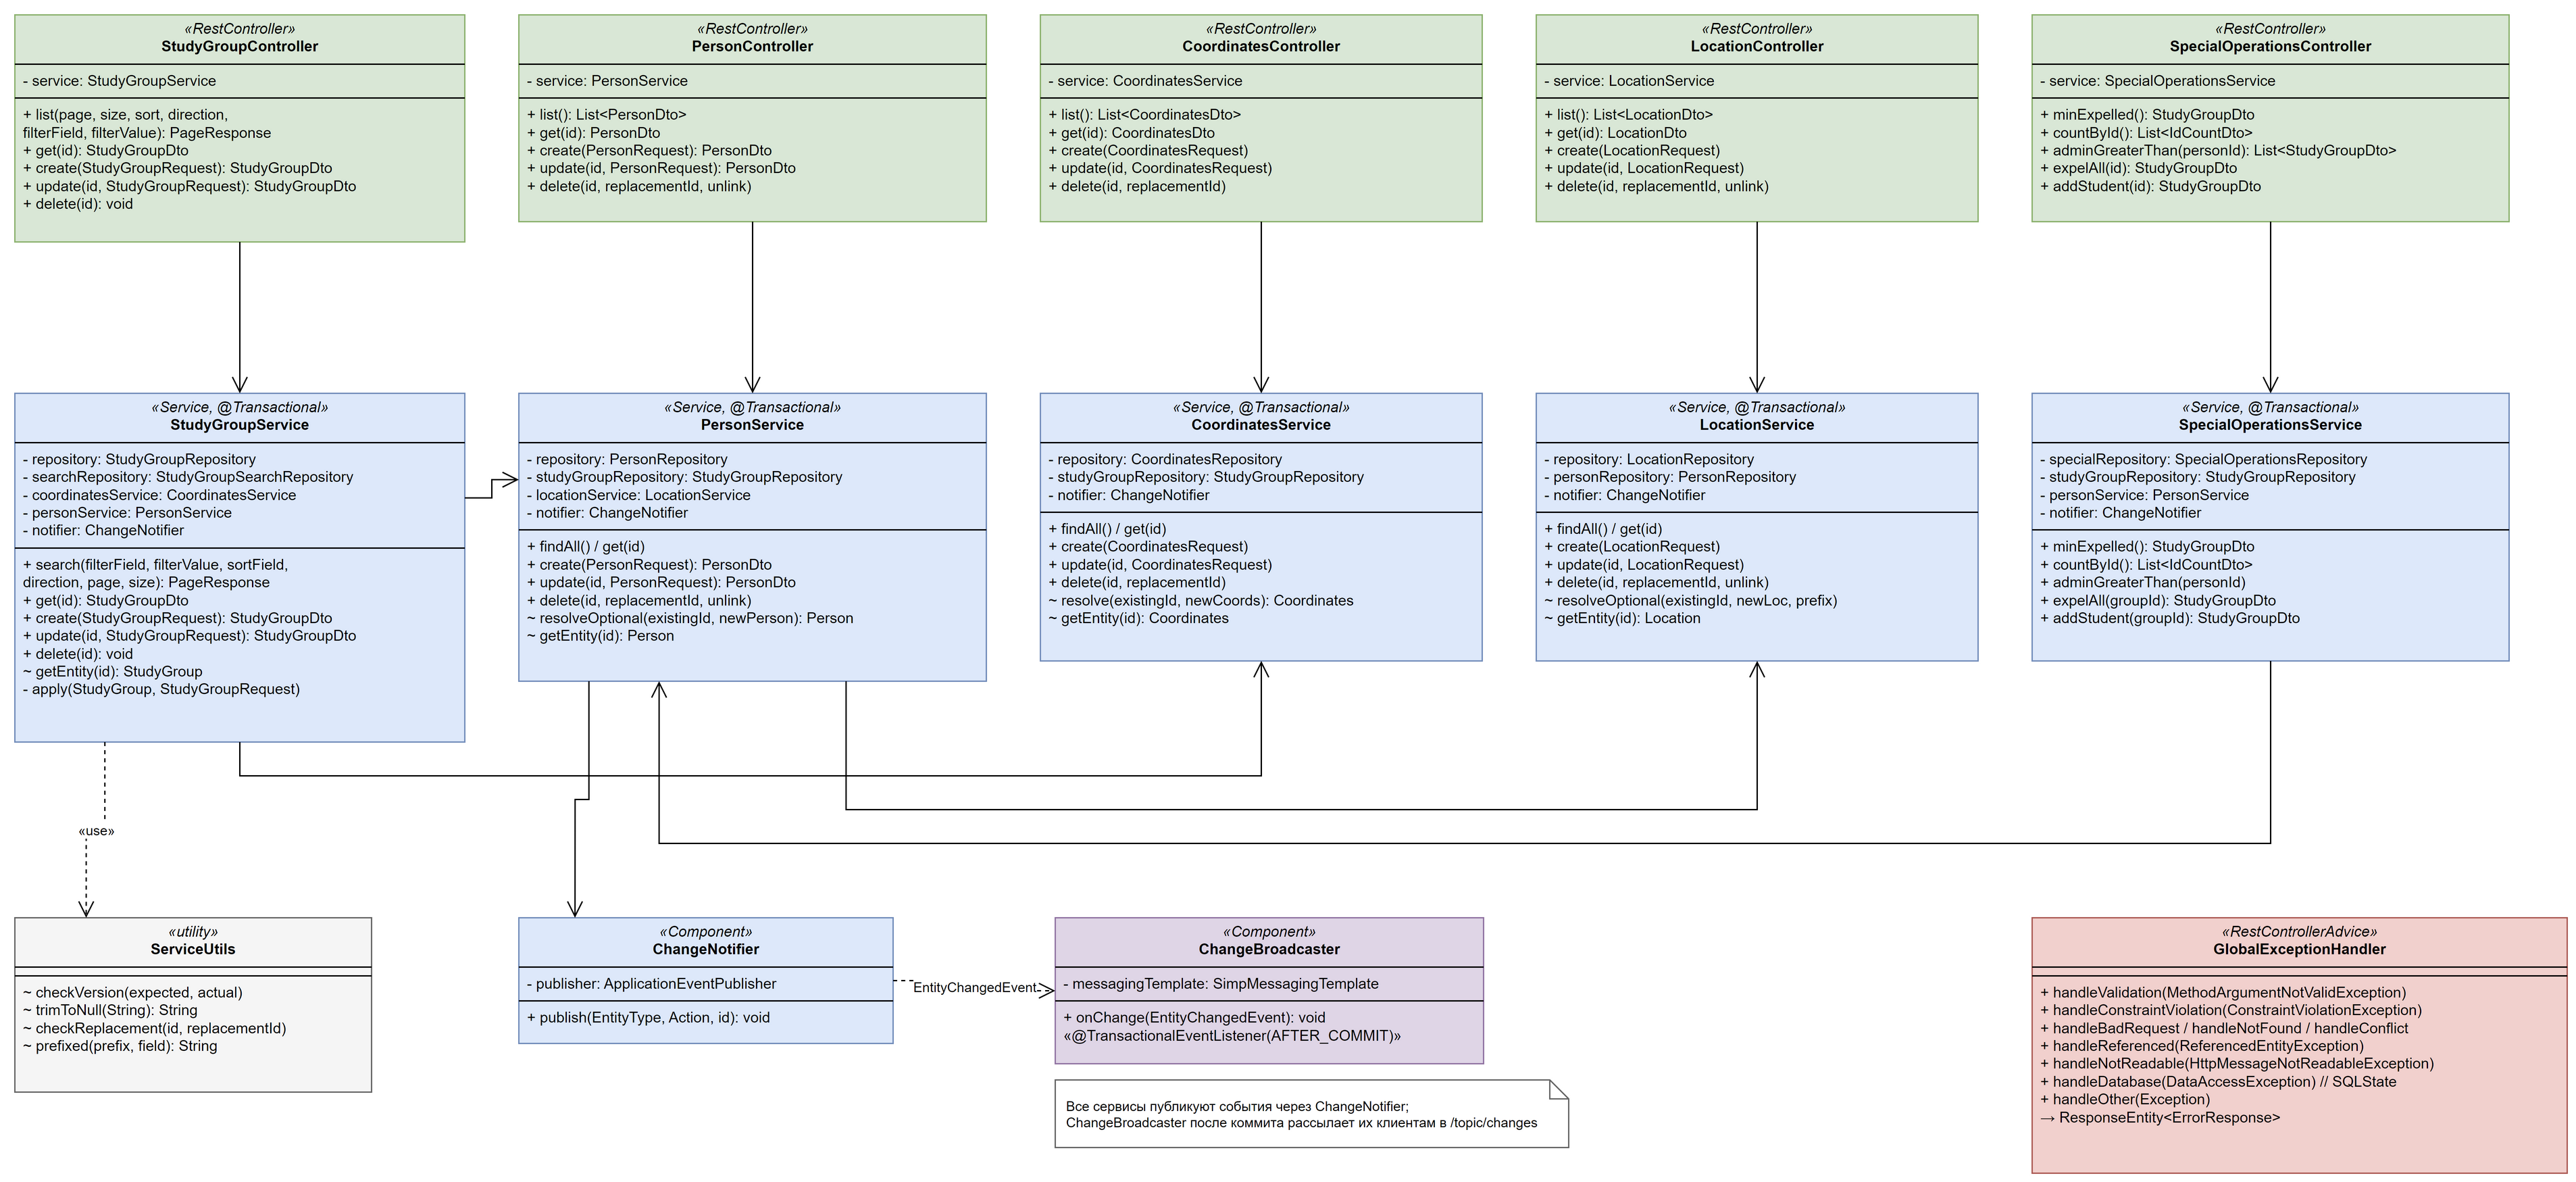 «RestController»
StudyGroupController
- service: StudyGroupService
+ list(page, size, sort, direction,
filterField, filterValue): PageResponse
+ get(id): StudyGroupDto
+ create(StudyGroupRequest): StudyGroupDto
+ update(id, StudyGroupRequest): StudyGroupDto
+ delete(id): void
«RestController»
PersonController
- service: PersonService
+ list(): List<PersonDto>
+ get(id): PersonDto
+ create(PersonRequest): PersonDto
+ update(id, PersonRequest): PersonDto
+ delete(id, replacementId, unlink)
«RestController»
CoordinatesController
- service: CoordinatesService
+ list(): List<CoordinatesDto>
+ get(id): CoordinatesDto
+ create(CoordinatesRequest)
+ update(id, CoordinatesRequest)
+ delete(id, replacementId)
«RestController»
LocationController
- service: LocationService
+ list(): List<LocationDto>
+ get(id): LocationDto
+ create(LocationRequest)
+ update(id, LocationRequest)
+ delete(id, replacementId, unlink)
«RestController»
SpecialOperationsController
- service: SpecialOperationsService
+ minExpelled(): StudyGroupDto
+ countById(): List<IdCountDto>
+ adminGreaterThan(personId): List<StudyGroupDto>
+ expelAll(id): StudyGroupDto
+ addStudent(id): StudyGroupDto
«Service, @Transactional»
StudyGroupService
- repository: StudyGroupRepository
- searchRepository: StudyGroupSearchRepository
- coordinatesService: CoordinatesService
- personService: PersonService
- notifier: ChangeNotifier
+ search(filterField, filterValue, sortField,
direction, page, size): PageResponse
+ get(id): StudyGroupDto
+ create(StudyGroupRequest): StudyGroupDto
+ update(id, StudyGroupRequest): StudyGroupDto
+ delete(id): void
~ getEntity(id): StudyGroup
- apply(StudyGroup, StudyGroupRequest)
«Service, @Transactional»
PersonService
- repository: PersonRepository
- studyGroupRepository: StudyGroupRepository
- locationService: LocationService
- notifier: ChangeNotifier
+ findAll() / get(id)
+ create(PersonRequest): PersonDto
+ update(id, PersonRequest): PersonDto
+ delete(id, replacementId, unlink)
~ resolveOptional(existingId, newPerson): Person
~ getEntity(id): Person
«Service, @Transactional»
CoordinatesService
- repository: CoordinatesRepository
- studyGroupRepository: StudyGroupRepository
- notifier: ChangeNotifier
+ findAll() / get(id)
+ create(CoordinatesRequest)
+ update(id, CoordinatesRequest)
+ delete(id, replacementId)
~ resolve(existingId, newCoords): Coordinates
~ getEntity(id): Coordinates
«Service, @Transactional»
LocationService
- repository: LocationRepository
- personRepository: PersonRepository
- notifier: ChangeNotifier
+ findAll() / get(id)
+ create(LocationRequest)
+ update(id, LocationRequest)
+ delete(id, replacementId, unlink)
~ resolveOptional(existingId, newLoc, prefix)
~ getEntity(id): Location
«Service, @Transactional»
SpecialOperationsService
- specialRepository: SpecialOperationsRepository
- studyGroupRepository: StudyGroupRepository
- personService: PersonService
- notifier: ChangeNotifier
+ minExpelled(): StudyGroupDto
+ countById(): List<IdCountDto>
+ adminGreaterThan(personId)
+ expelAll(groupId): StudyGroupDto
+ addStudent(groupId): StudyGroupDto
«use»
«utility»
ServiceUtils
~ checkVersion(expected, actual)
~ trimToNull(String): String
~ checkReplacement(id, replacementId)
~ prefixed(prefix, field): String
«Component»
ChangeNotifier
- publisher: ApplicationEventPublisher
+ publish(EntityType, Action, id): void
EntityChangedEvent
«Component»
ChangeBroadcaster
- messagingTemplate: SimpMessagingTemplate
+ onChange(EntityChangedEvent): void
«@TransactionalEventListener(AFTER_COMMIT)»
Все сервисы публикуют события через ChangeNotifier;
ChangeBroadcaster после коммита рассылает их клиентам в /topic/changes
«RestControllerAdvice»
GlobalExceptionHandler
+ handleValidation(MethodArgumentNotValidException)
+ handleConstraintViolation(ConstraintViolationException)
+ handleBadRequest / handleNotFound / handleConflict
+ handleReferenced(ReferencedEntityException)
+ handleNotReadable(HttpMessageNotReadableException)
+ handleDatabase(DataAccessException) // SQLState
+ handleOther(Exception)
→ ResponseEntity<ErrorResponse>